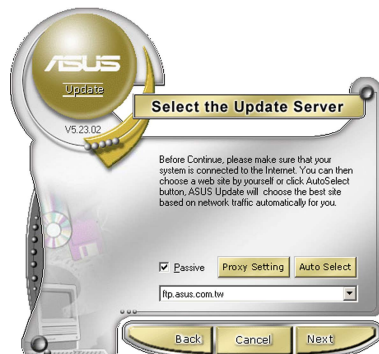 ASUS
Update
V5.23.02
Select the Update Server
Before Continue, please make sure that your
system is connected to the Internet. You can then
choose a web site by yourself or click AutoSelect
button, ASUS Update will choose the best site
based on network traffic automatically for you.
Passive
Proxy Setting
Auto Select
ftp.asus.com.tw
Back
Cancel
Next